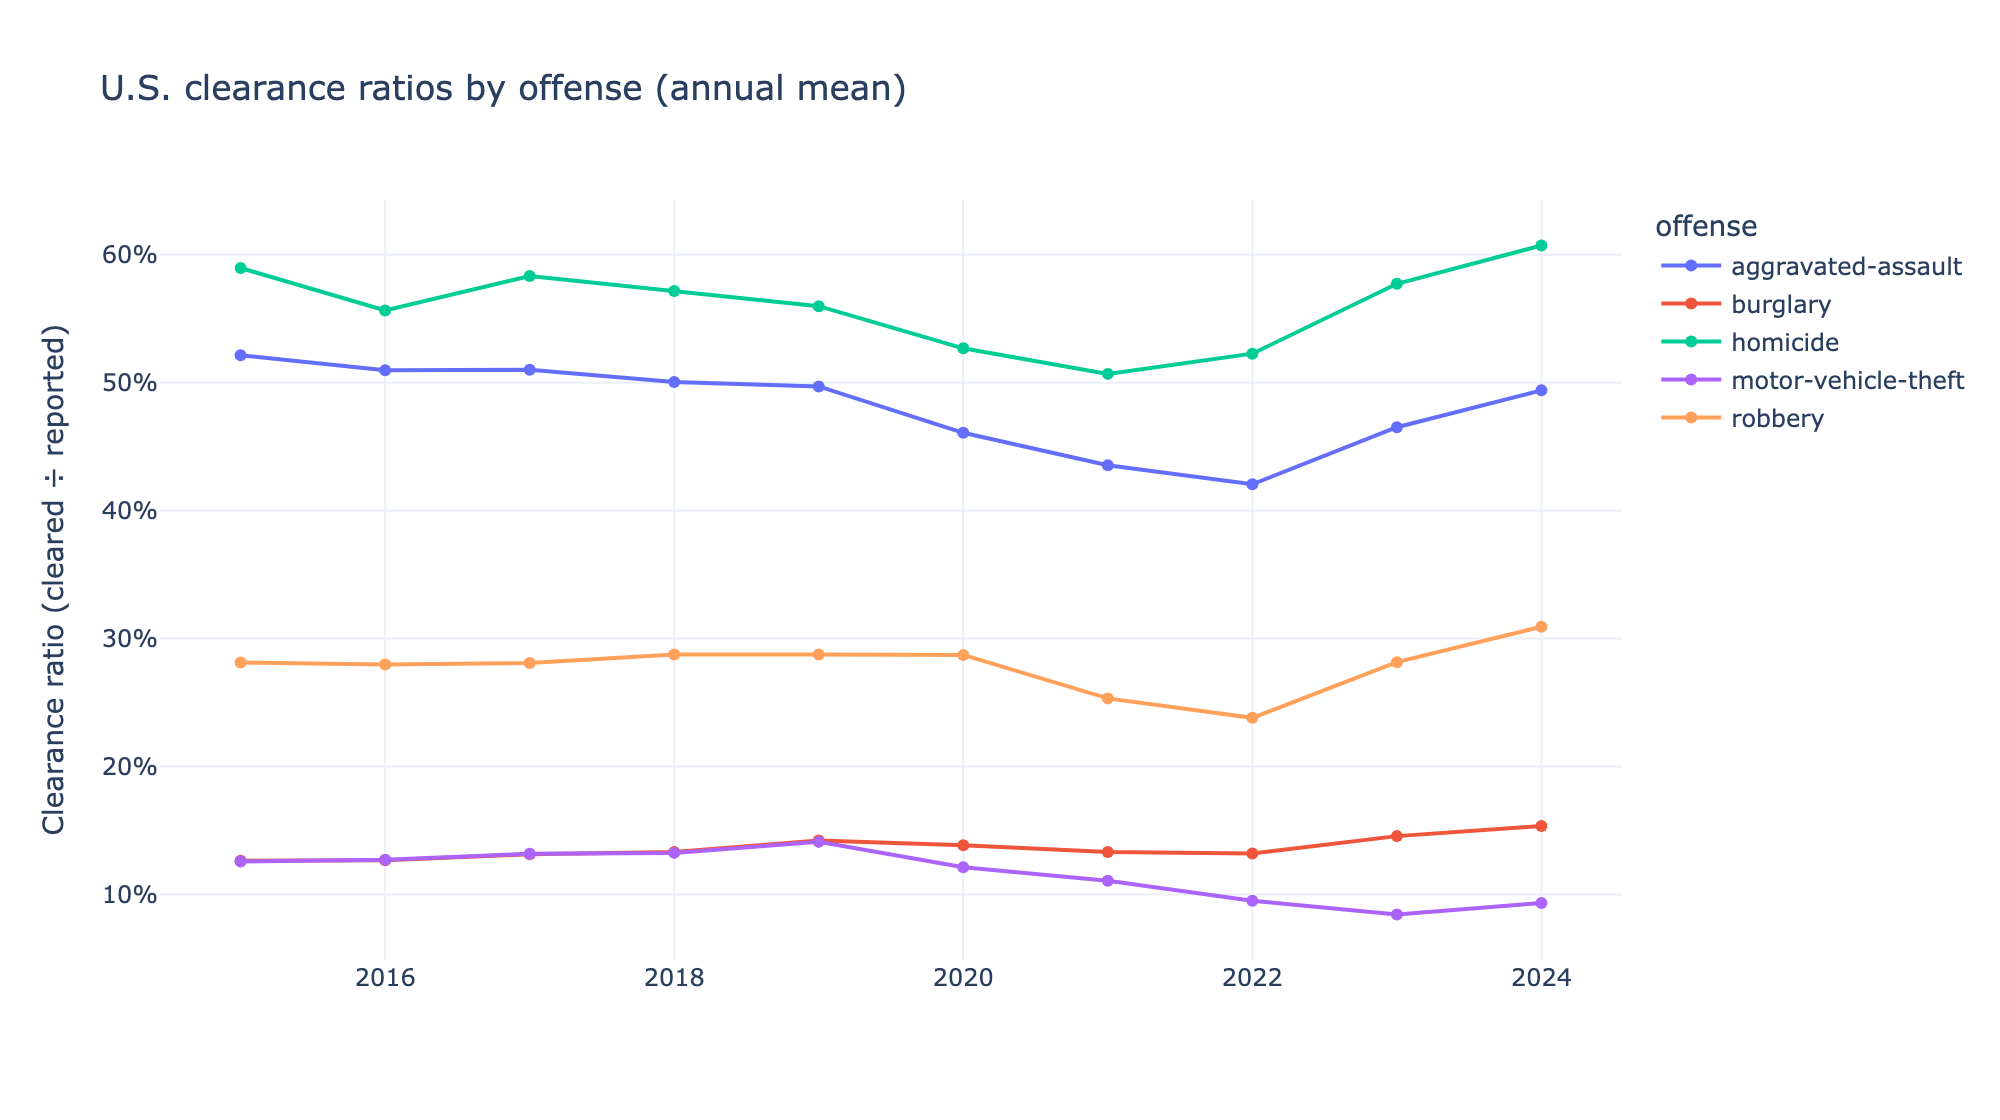 U.S. clearance ratios by offense (annual mean)
Clearance ratio (cleared ÷ reported)
60%
50%
40%
30%
20%
10%
2016
2018
2020
2022
2024
offense
aggravated-assault
burglary
homicide
motor-vehicle-theft
robbery